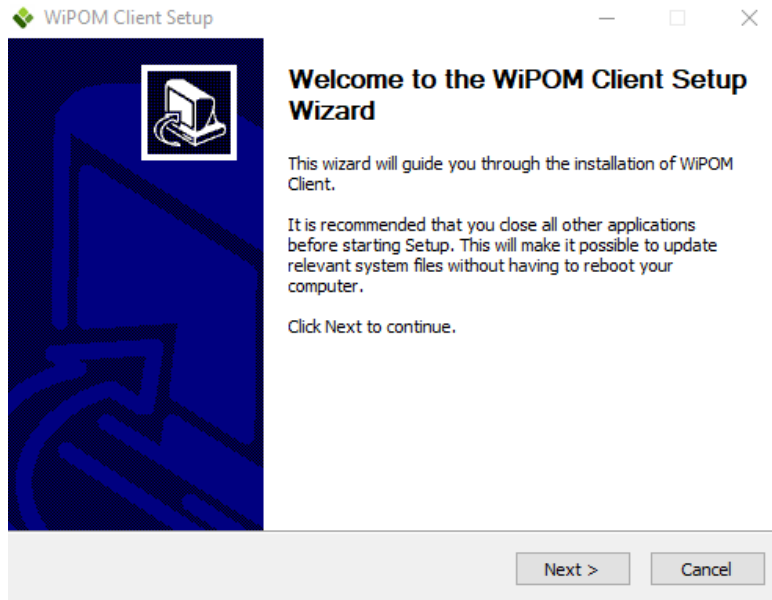 WiPOM Client Setup
Welcome to the WiPOM Client Setup
Wizard
This wizard will guide you through the installation of WiPOM
Client.
It is recommended that you close all other applications
before starting Setup. This will make it possible to update
relevant system files without having to reboot your
computer.
Click Next to continue.
Next >
Cancel